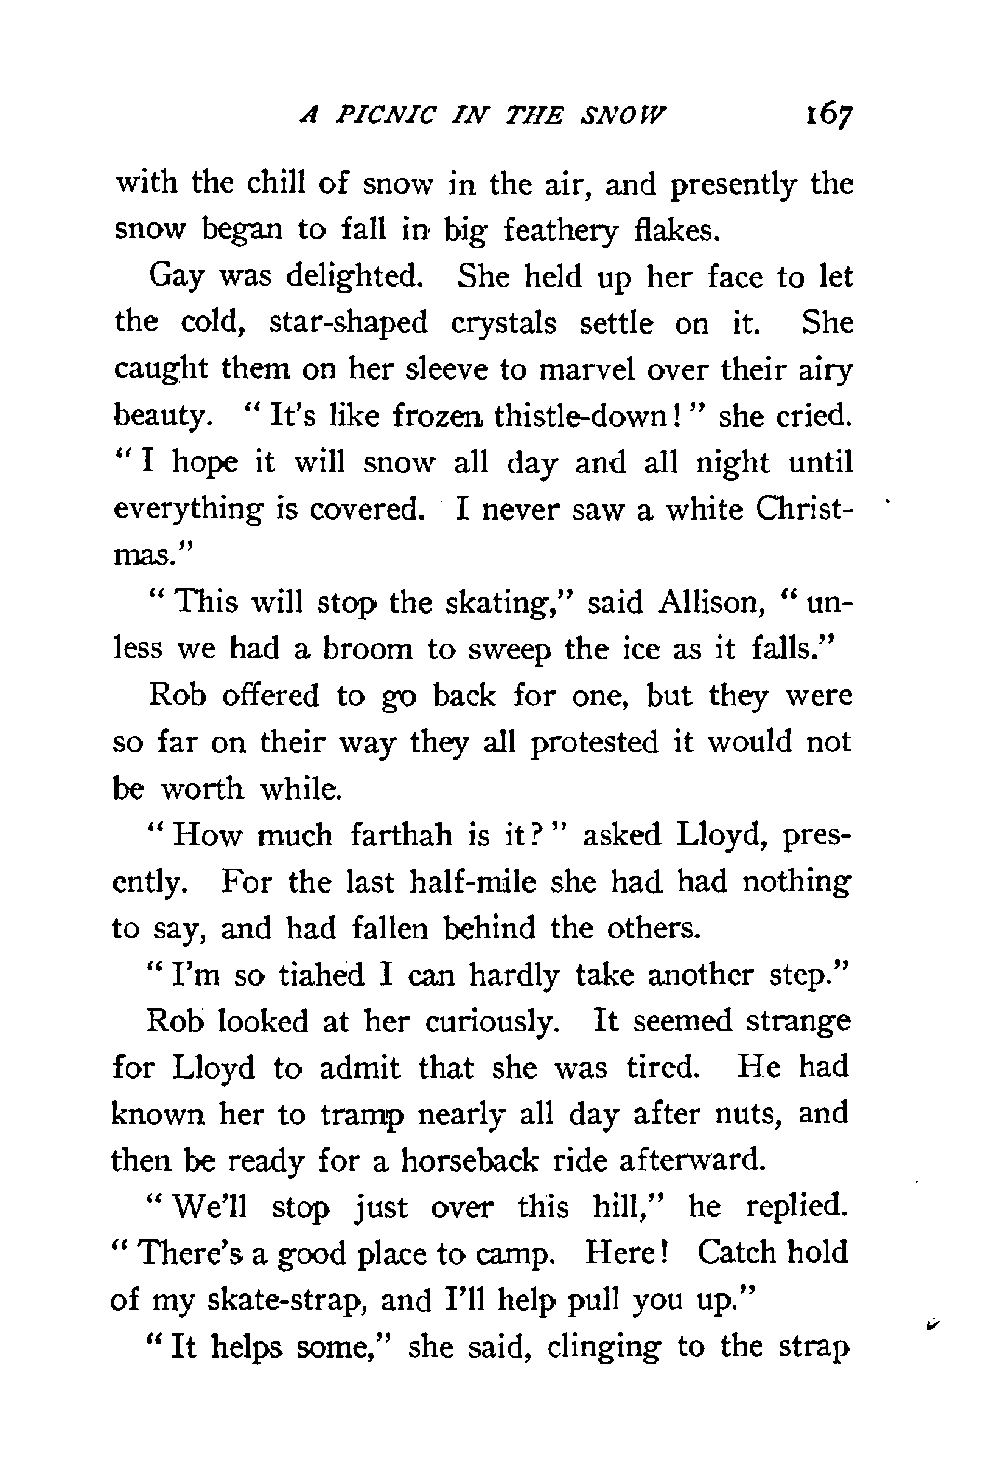 A PICNIC IN THE SNOW 167
with the chill of snow in the air, and presently the
snow began to fall in big feathery flakes.
Gay was delighted. She held up her face to let
the cold, star-shaped crystals settle on it. She
caught them on her sleeve to marvel over their airy
beauty. “ It’s like frozen thistle-down! ” she cried.
“ I hope it will snow all day and all night until
everything is covered. I never saw a white Christ-
mas.”
“ This will stop the skating,” said Allison, “ un-
less we had a broom to sweep the ice as it falls.”
Rob offered to go back for one, but they were
so far on their way they all protested it would not
be worth while.
“ How much farthah is it? ” asked Lloyd, pres-
ently. For the last half-mile she had had nothing
to say, and had fallen behind the others.
“ I’m so tiahed I can hardly take another step.”
Rob looked at her curiously. It seemed strange
for Lloyd to admit that she was tired. He had
known her to tramp nearly all day after nuts, and
then be ready for a horseback ride afterward.
“ We’ll stop just over this hill,” he replied.
“ There’s a good place to camp. Here! Catch hold
of my skate-strap, and I’ll help pull you up.”
“ It helps some,” she said, clinging to the strap